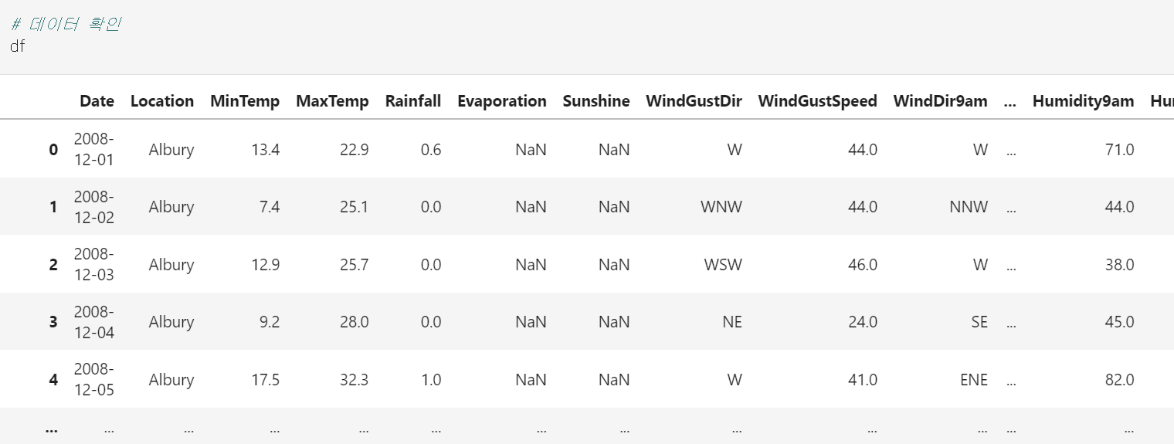 # 데이터 확인
df
Date Location MinTemp MaxTemp Rainfall Evaporation Sunshine WindGustDir WindGustSpeed WindDir9am ... Humidity9am Hu
0 2008-12-01 Albury 13.4 22.9 0.6 NaN NaN W 44.0 W ... 71.0
1 2008-12-02 Albury 7.4 25.1 0.0 NaN NaN WNW 44.0 NNW ... 44.0
2 2008-12-03 Albury 12.9 25.7 0.0 NaN NaN WSW 46.0 W ... 38.0
3 2008-12-04 Albury 9.2 28.0 0.0 NaN NaN NE 24.0 SE ... 45.0
4 2008-12-05 Albury 17.5 32.3 1.0 NaN NaN W 41.0 ENE ... 82.0
... ... ... ... ... ... ... ... ... ... ... ... ...